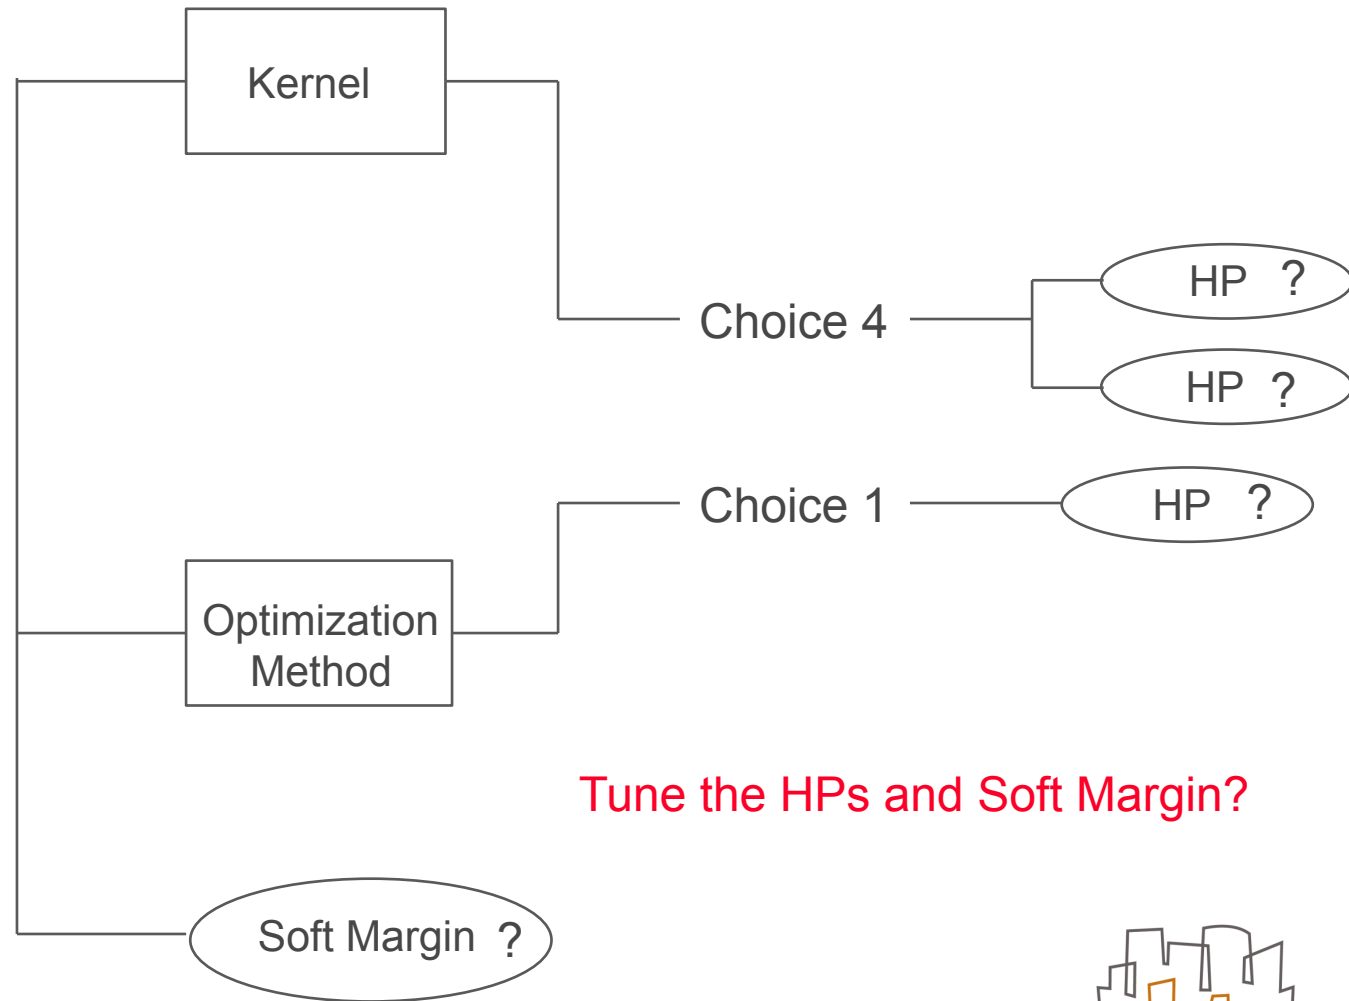 Kernel
Choice 4
HP ?
HP ?
Choice 1
HP ?
Optimization
Method
Tune the HPs and Soft Margin?
Soft Margin ?